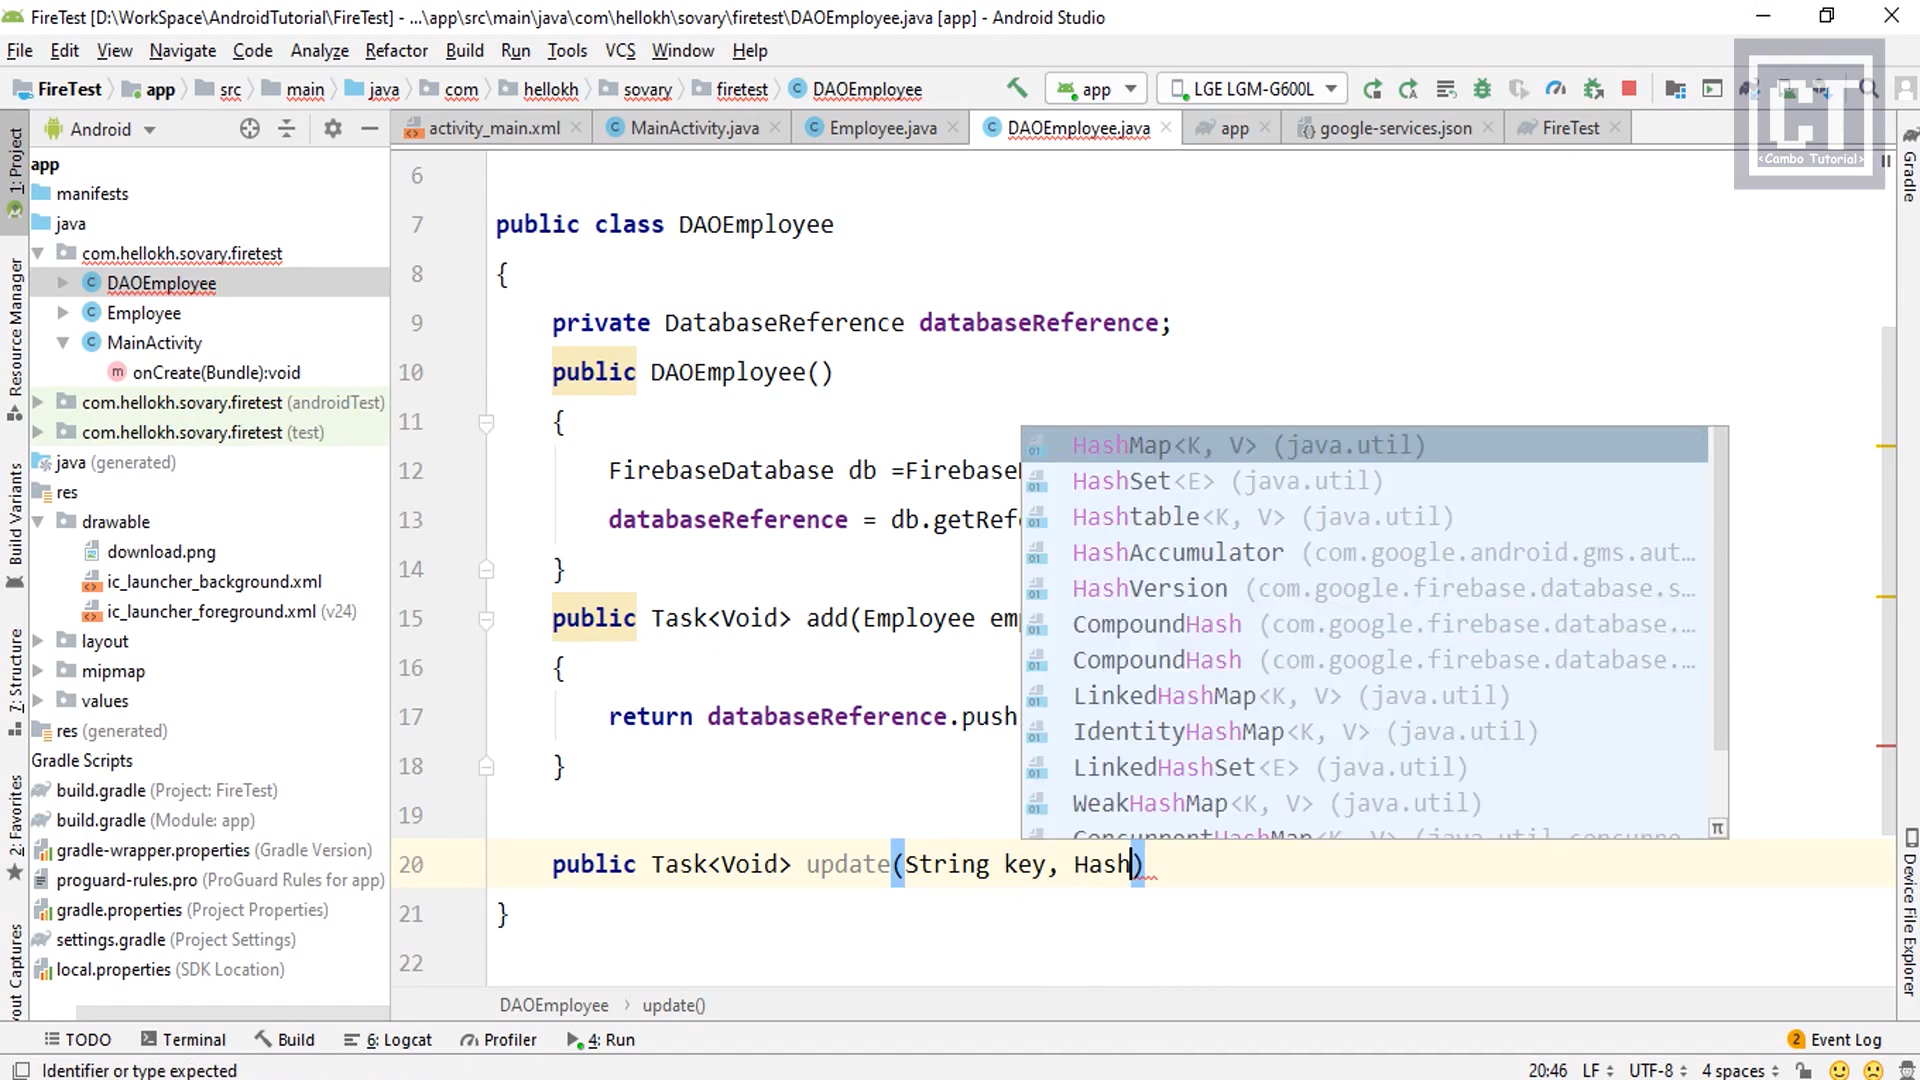 FireTest [D:\WorkSpace\AndroidTutorial\FireTest] - ...\app\src\main\java\com\hellokh\sovary\firetest\DAOEmployee.java [app] - Android Studio
File Edit View Navigate Code Analyze Refactor Build Run Tools VCS Window Help
FireTest app src main java com hellokh sovary firetest DAOEmployee app LGE LGM-G600L
CT
<Cambo Tutorial>
Android
activity_main.xml MainActivity.java Employee.java DAOEmployee.java app google-services.json FireTest
1: Project
Resource Manager
Build Variants
7: Structure
2: Favorites
yout Captures
Gradle
Device File Explorer
app
manifests
java
com.hellokh.sovary.firetest
DAOEmployee
Employee
MainActivity
onCreate(Bundle):void
com.hellokh.sovary.firetest (androidTest)
com.hellokh.sovary.firetest (test)
java (generated)
res
drawable
download.png
ic_launcher_background.xml
ic_launcher_foreground.xml (v24)
layout
mipmap
values
res (generated)
Gradle Scripts
build.gradle (Project: FireTest)
build.gradle (Module: app)
gradle-wrapper.properties (Gradle Version)
proguard-rules.pro (ProGuard Rules for app)
gradle.properties (Project Properties)
settings.gradle (Project Settings)
local.properties (SDK Location)
6
7 public class DAOEmployee
8 {
9 private DatabaseReference databaseReference;
10 public DAOEmployee()
11 {
12 FirebaseDatabase db =Firebase
13 databaseReference = db.getRef
14 }
15 public Task<Void> add(Employee em
16 {
17 return databaseReference.push
18 }
19
20 public Task<Void> update(String key, Hash)
21 }
22
HashMap<K, V> (java.util)
HashSet<E> (java.util)
Hashtable<K, V> (java.util)
HashAccumulator (com.google.android.gms.aut...
HashVersion (com.google.firebase.database.s...
CompoundHash (com.google.firebase.database....
CompoundHash (com.google.firebase.database....
LinkedHashMap<K, V> (java.util)
IdentityHashMap<K, V> (java.util)
LinkedHashSet<E> (java.util)
WeakHashMap<K, V> (java.util)
ConcurrentHashMap<K, V> (java.util.concurre...
π
DAOEmployee › update()
TODO Terminal Build 6: Logcat Profiler 4: Run 2 Event Log
Identifier or type expected 20:46 LF UTF-8 4 spaces